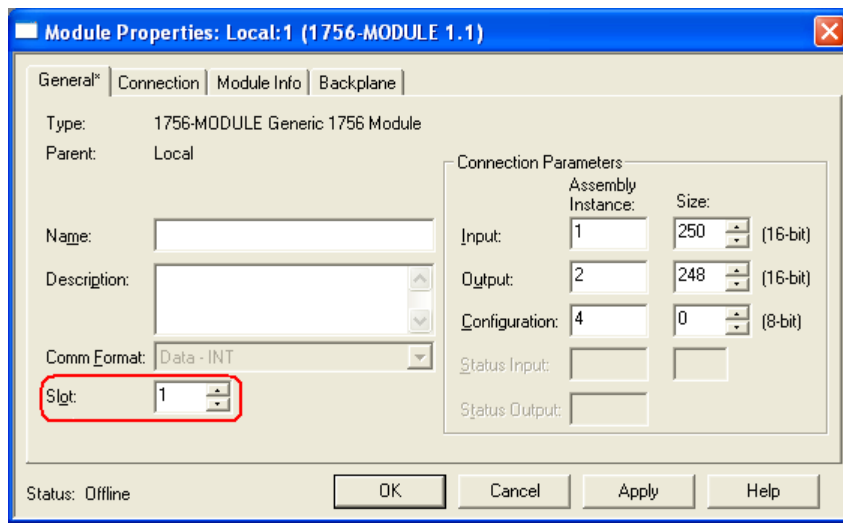 Module Properties: Local:1 (1756-MODULE 1.1)
General* Connection Module Info Backplane
Type: 1756-MODULE Generic 1756 Module
Parent: Local
Connection Parameters
Assembly Instance: Size:
Name:
Input: 1 250 (16-bit)
Description:
Output: 2 248 (16-bit)
Configuration: 4 0 (8-bit)
Comm Format: Data - INT
Status Input:
Slot: 1
Status Output:
Status: Offline OK Cancel Apply Help